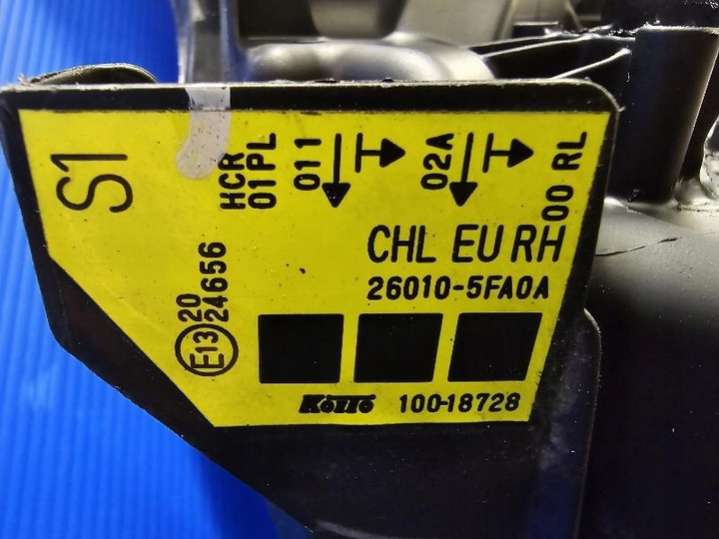 S1
HCR
01PL
011
02A
00 RL
CHL EU RH
26010-5FA0A
E13
20
24656
KOITO 100-18728